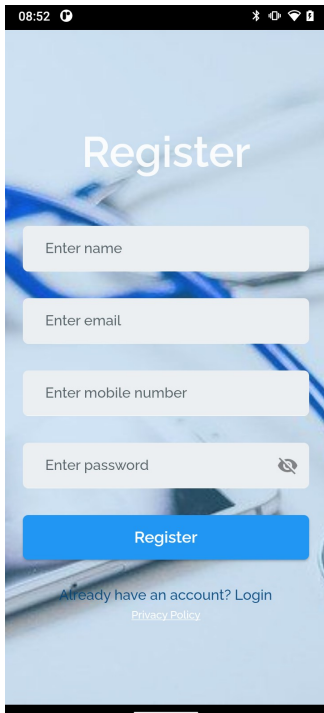 08:52
Register
Enter name
Enter email
Enter mobile number
Enter password
Register
Already have an account? Login
Privacy Policy